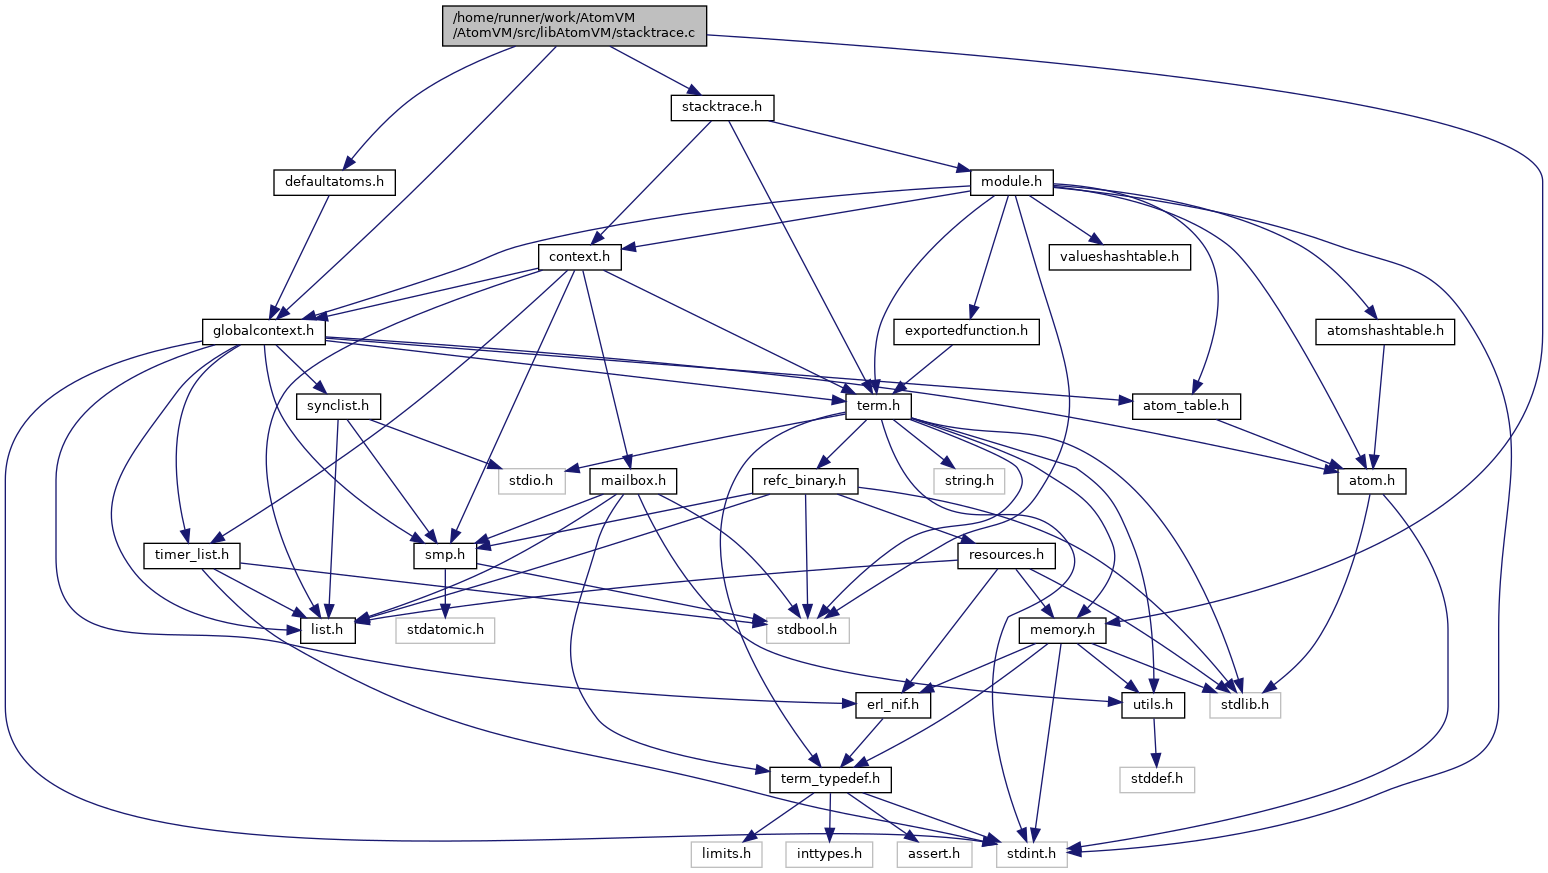 /home/runner/work/AtomVM
/AtomVM/src/libAtomVM/stacktrace.c
stacktrace.h
defaultatoms.h
module.h
context.h
valueshashtable.h
globalcontext.h
exportedfunction.h
atomshashtable.h
synclist.h
term.h
atom_table.h
stdio.h
mailbox.h
refc_binary.h
string.h
atom.h
timer_list.h
smp.h
resources.h
list.h
stdatomic.h
stdbool.h
memory.h
erl_nif.h
utils.h
stdlib.h
term_typedef.h
stddef.h
limits.h
inttypes.h
assert.h
stdint.h